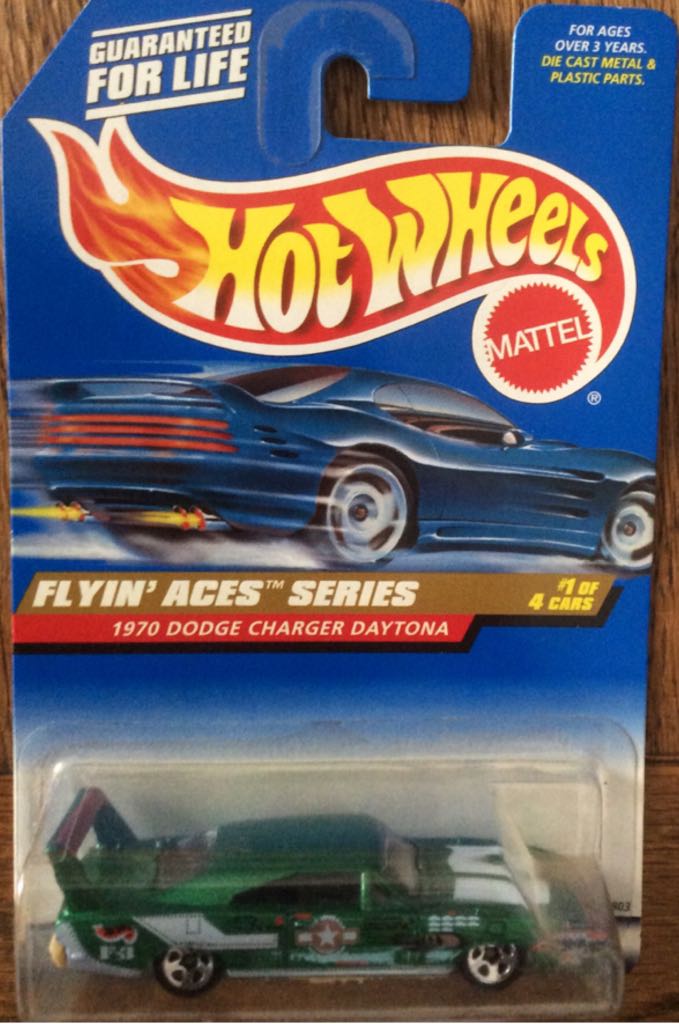 GUARANTEED
FOR LIFE
FOR AGES
OVER 3 YEARS.
DIE CAST METAL &
PLASTIC PARTS.
HOT WHEELS
MATTEL
®
FLYIN' ACES™ SERIES
#1 OF
4 CARS
1970 DODGE CHARGER DAYTONA
F-3